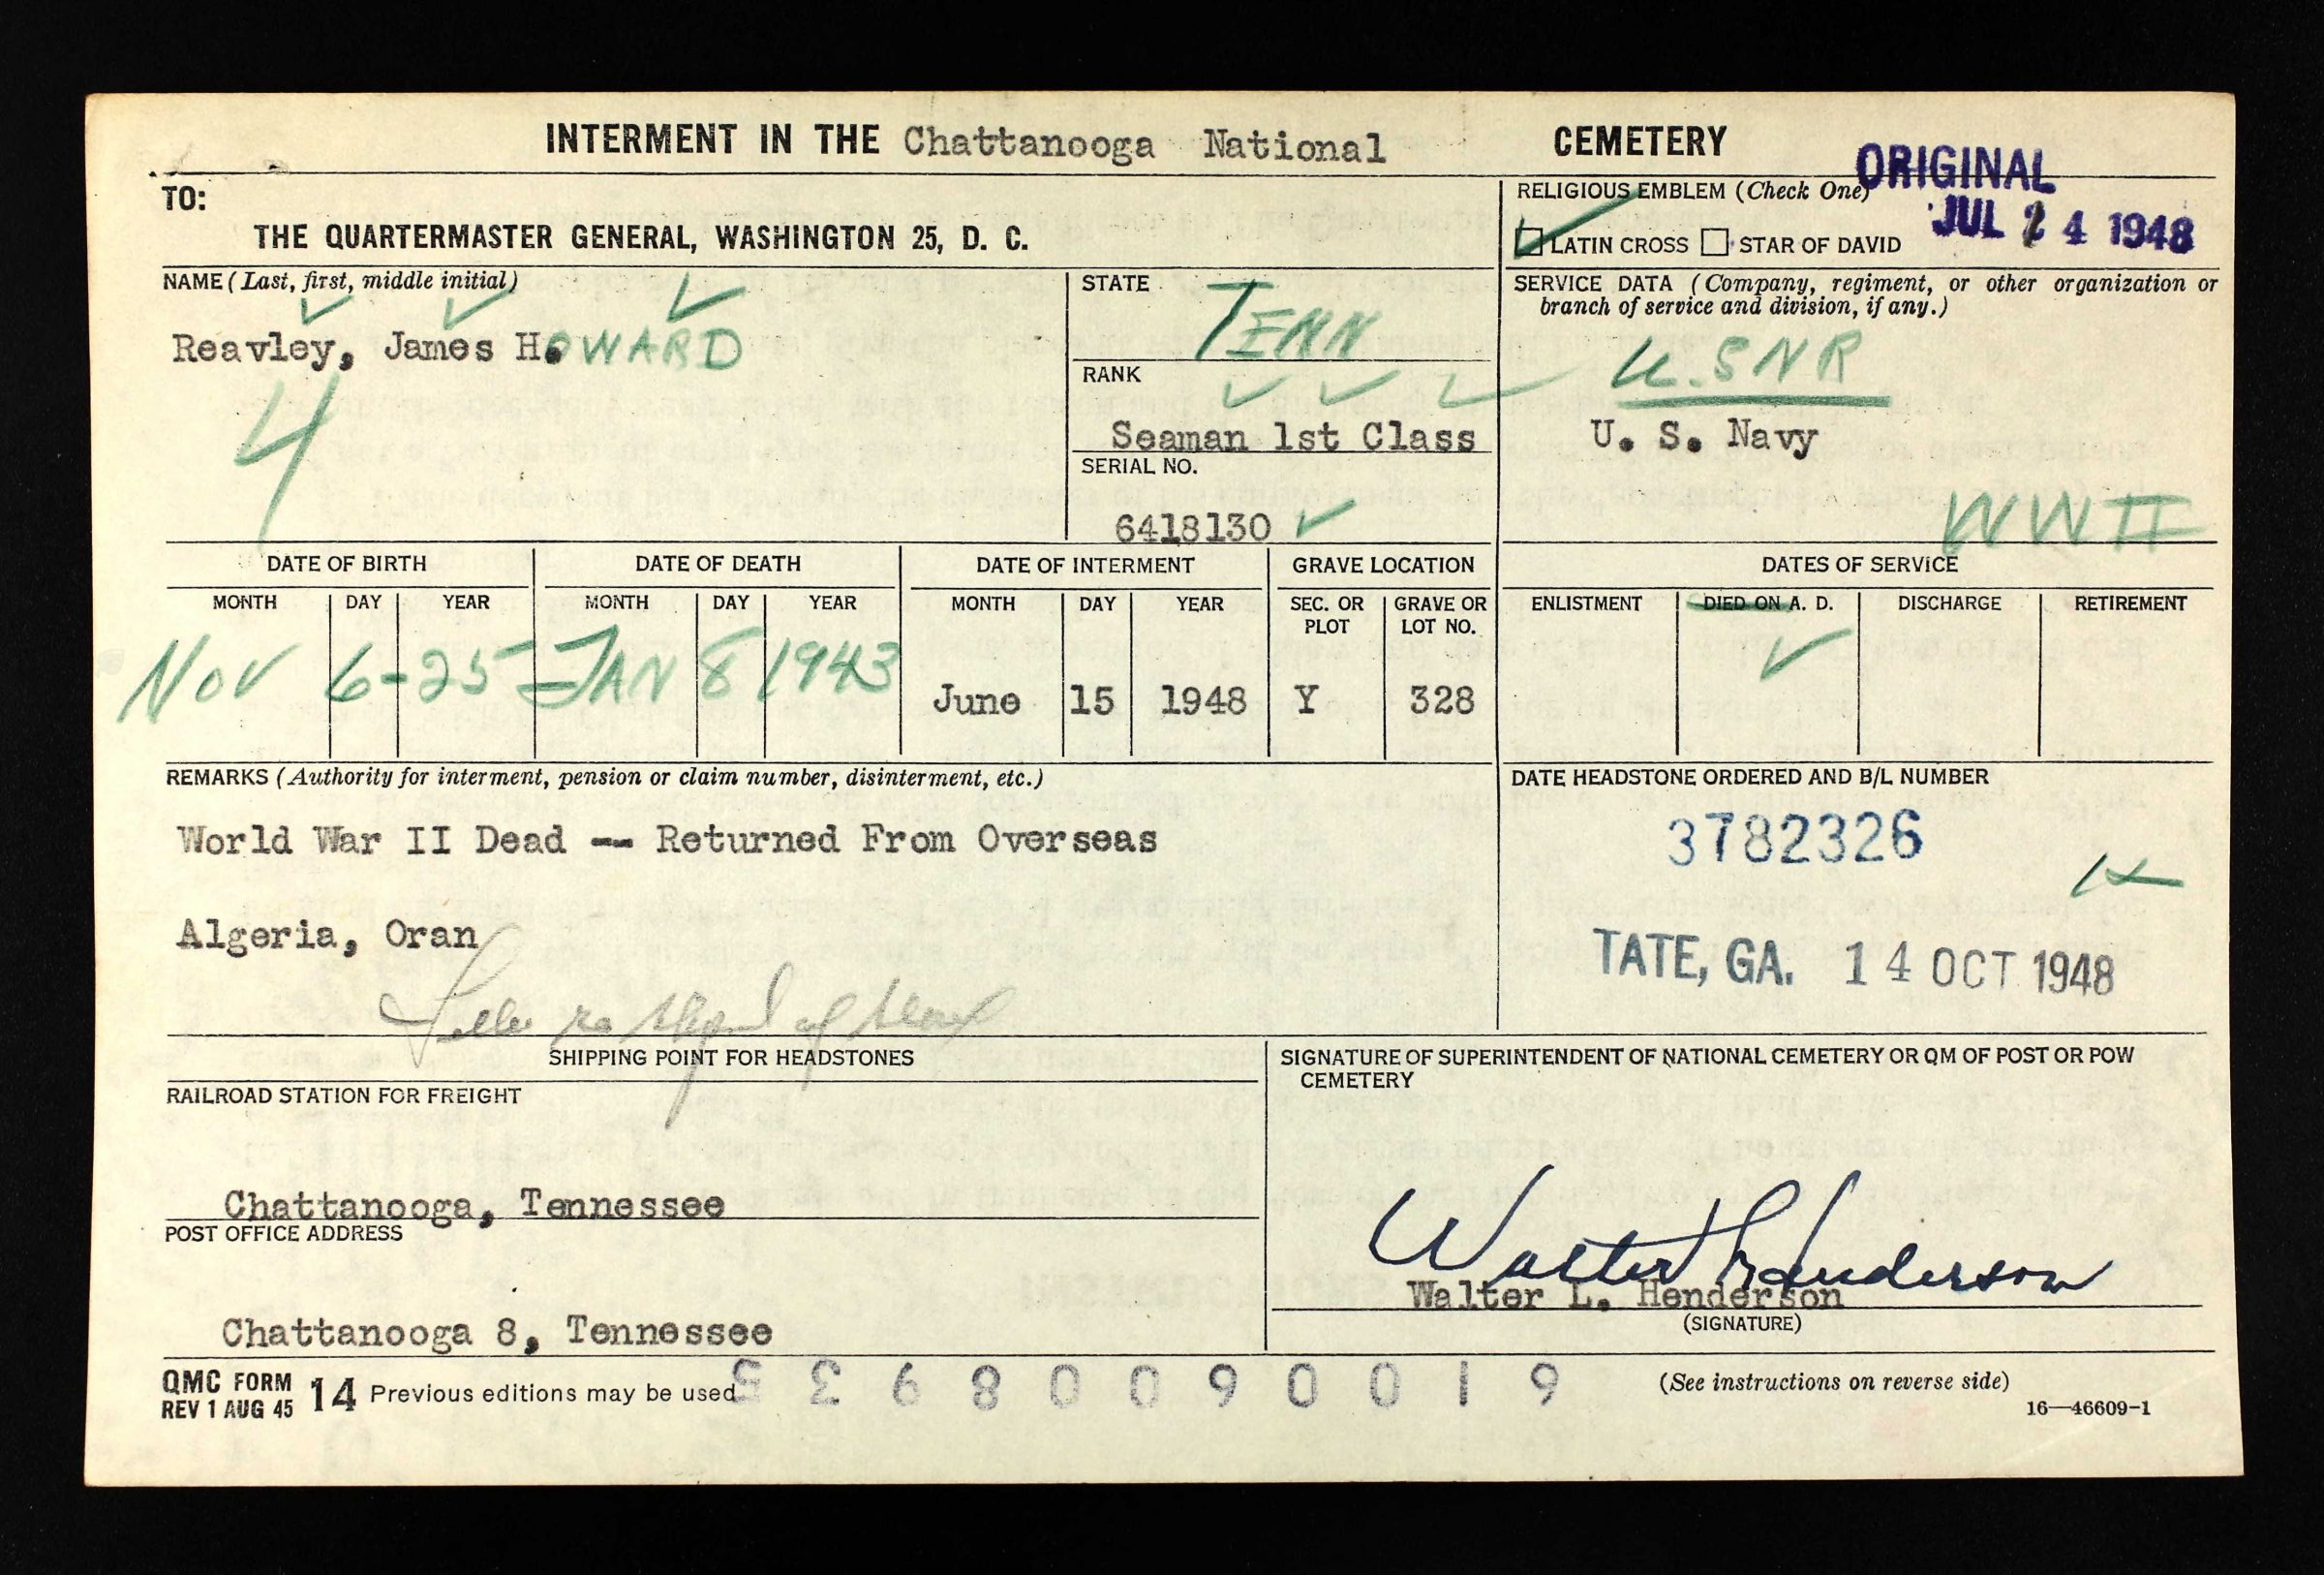 INTERMENT IN THE Chattanooga National CEMETERY
ORIGINAL
JUL 24 1948
TO:
THE QUARTERMASTER GENERAL, WASHINGTON 25, D. C.
RELIGIOUS EMBLEM (Check One)
LATIN CROSS STAR OF DAVID
NAME (Last, first, middle initial)
Reavley, James HOWARD
4
STATE
TENN
RANK
Seaman 1st Class
SERIAL NO.
6418130
SERVICE DATA (Company, regiment, or other organization or
branch of service and division, if any.)
U.SNR
U. S. Navy
WWII
DATE OF BIRTH DATE OF DEATH DATE OF INTERMENT GRAVE LOCATION DATES OF SERVICE
MONTH DAY YEAR MONTH DAY YEAR MONTH DAY YEAR SEC. OR PLOT GRAVE OR LOT NO. ENLISTMENT DIED ON A. D. DISCHARGE RETIREMENT
Nov 6-25 JAN 8 1943 June 15 1948 Y 328
REMARKS (Authority for interment, pension or claim number, disinterment, etc.)
World War II Dead -- Returned From Overseas
Algeria, Oran
DATE HEADSTONE ORDERED AND B/L NUMBER
3782326
TATE, GA. 14 OCT 1948
SHIPPING POINT FOR HEADSTONES
RAILROAD STATION FOR FREIGHT
Chattanooga, Tennessee
POST OFFICE ADDRESS
Chattanooga 8, Tennessee
SIGNATURE OF SUPERINTENDENT OF NATIONAL CEMETERY OR QM OF POST OR POW
CEMETERY
Walter L. Henderson
Walter L. Henderson
(SIGNATURE)
QMC FORM 14 Previous editions may be used
REV 1 AUG 45
61009008935
(See instructions on reverse side)
16—46609-1